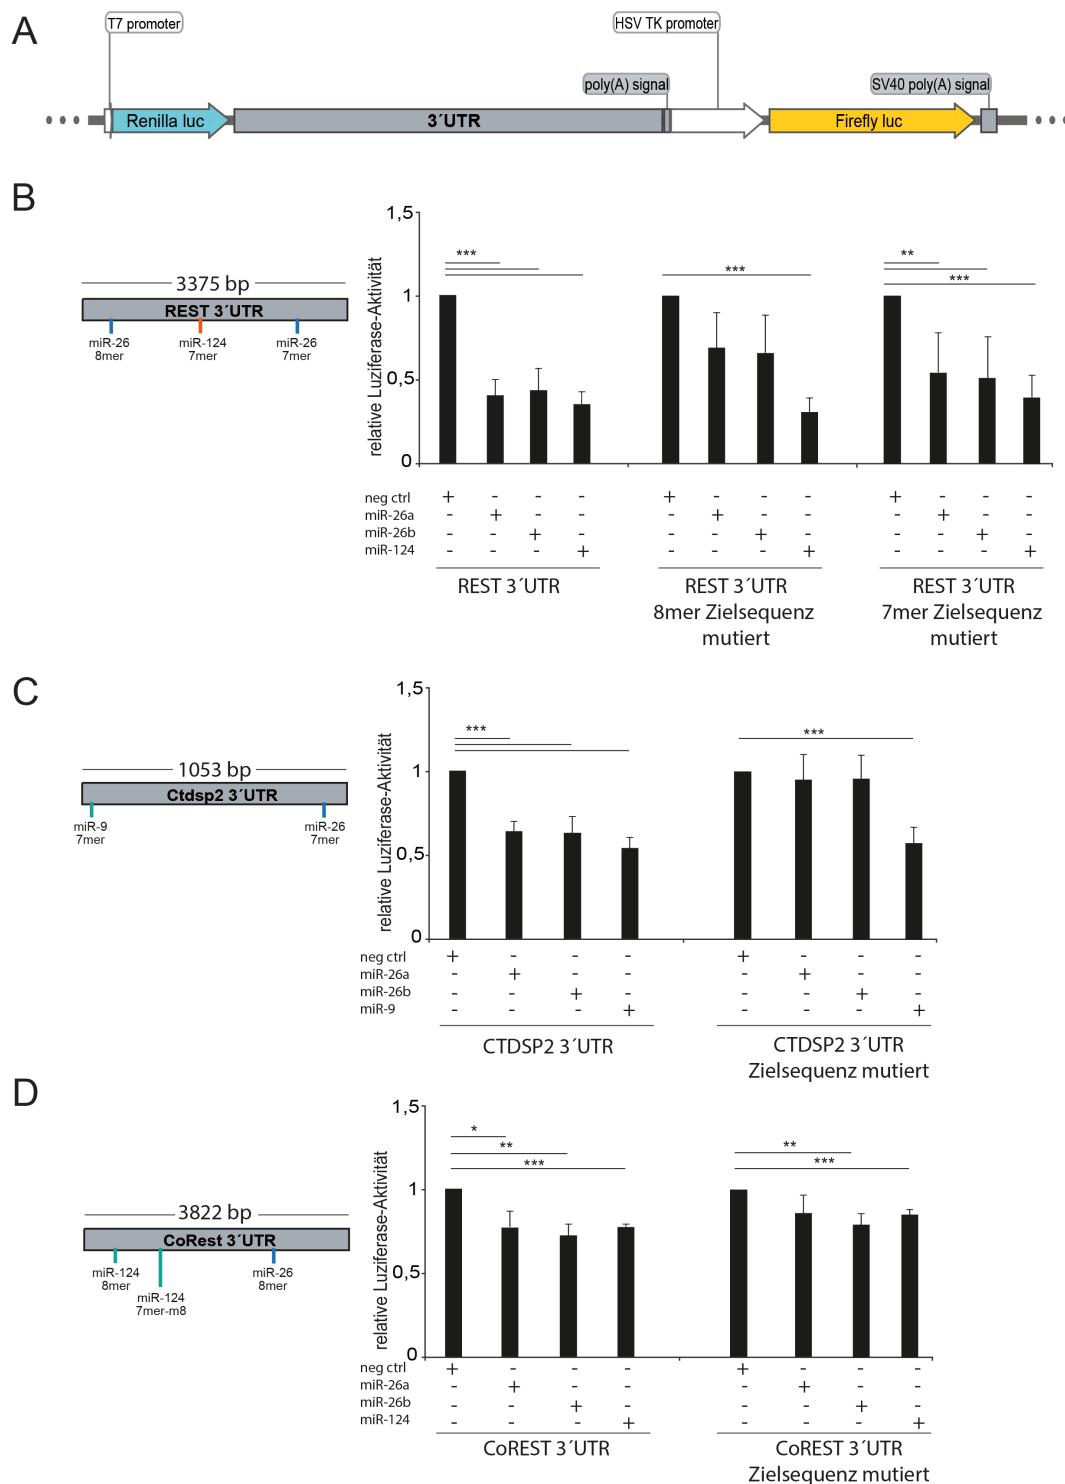 A
T7 promoter
HSV TK promoter
poly(A) signal
SV40 poly(A) signal
Renilla luc
3´UTR
Firefly luc
B
3375 bp
REST 3´UTR
miR-26
8mer
miR-124
7mer
miR-26
7mer
relative Luziferase-Aktivität
1,5
1
0,5
0
***
***
**
***
neg ctrl + - - - + - - - + - - -
miR-26a - + - - - + - - - + - -
miR-26b - - + - - - + - - - + -
miR-124 - - - + - - - + - - - +
REST 3´UTR
REST 3´UTR
8mer Zielsequenz
mutiert
REST 3´UTR
7mer Zielsequenz
mutiert
C
1053 bp
Ctdsp2 3´UTR
miR-9
7mer
miR-26
7mer
relative Luziferase-Aktivität
1,5
1
0,5
0
***
***
neg ctrl + - - - + - - -
miR-26a - + - - - + - -
miR-26b - - + - - - + -
miR-9 - - - + - - - +
CTDSP2 3´UTR
CTDSP2 3´UTR
Zielsequenz mutiert
D
3822 bp
CoRest 3´UTR
miR-124
8mer
miR-124
7mer-m8
miR-26
8mer
relative Luziferase-Aktivität
1,5
1
0,5
0
*
**
***
**
***
neg ctrl + - - - + - - -
miR-26a - + - - - + - -
miR-26b - - + - - - + -
miR-124 - - - + - - - +
CoREST 3´UTR
CoREST 3´UTR
Zielsequenz mutiert